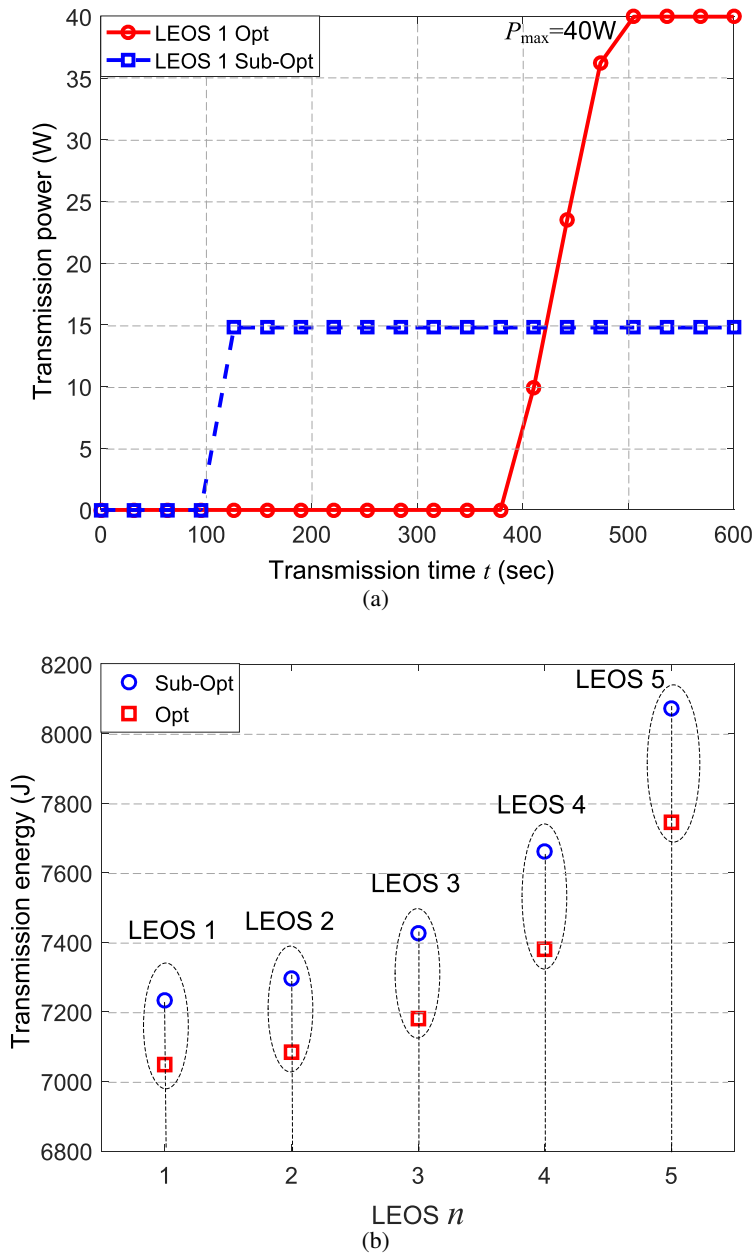 40
35
30
25
20
15
10
5
0
Transmission power (W)
LEOS 1 Opt
LEOS 1 Sub-Opt
Pmax=40W
0 100 200 300 400 500 600
Transmission time t (sec)
(a)
8200
8000
7800
7600
7400
7200
7000
6800
Transmission energy (J)
Sub-Opt
Opt
LEOS 1
LEOS 2
LEOS 3
LEOS 4
LEOS 5
1 2 3 4 5
LEOS n
(b)